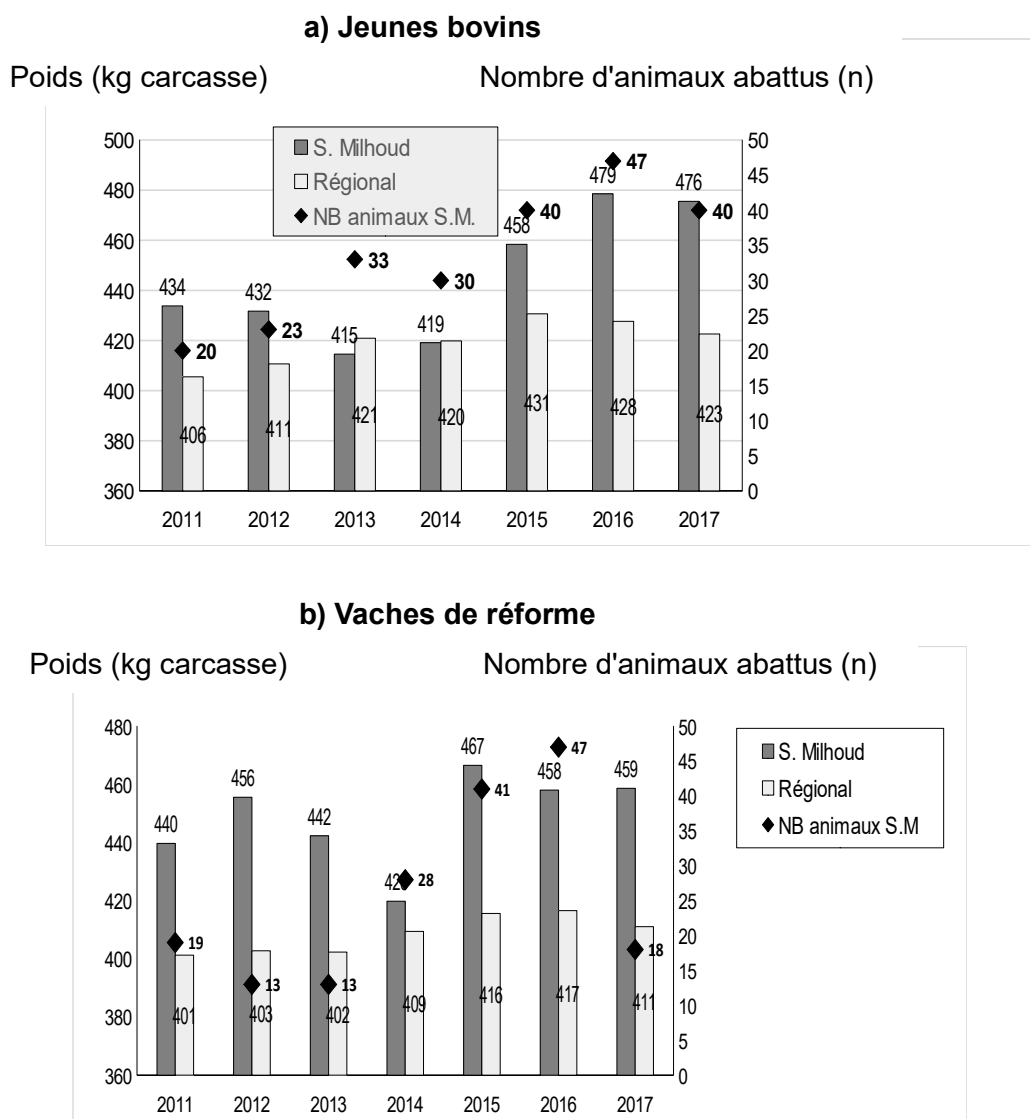 a) Jeunes bovins
Poids (kg carcasse) Nombre d'animaux abattus (n)
S. Milhoud
Régional
NB animaux S.M.
500
480
460
440
420
400
380
360
50
45
40
35
30
25
20
15
10
5
0
434 432 415 419 458 479 476
406 411 421 420 431 428 423
20 23 33 30 40 47 40
2011 2012 2013 2014 2015 2016 2017
b) Vaches de réforme
Poids (kg carcasse) Nombre d'animaux abattus (n)
480
460
440
420
400
380
360
50
45
40
35
30
25
20
15
10
5
0
440 456 442 467 458 459
401 403 402 409 416 417 411
19 13 13 28 41 47 18
2011 2012 2013 2014 2015 2016 2017
S. Milhoud
Régional
NB animaux S.M